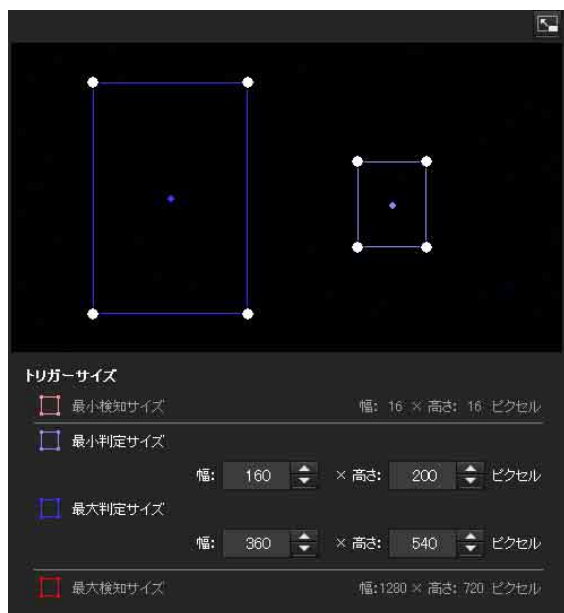 トリガーサイズ
最小検知サイズ 幅: 16 × 高さ: 16 ピクセル
最小判定サイズ
幅: 160 × 高さ: 200 ピクセル
最大判定サイズ
幅: 360 × 高さ: 540 ピクセル
最大検知サイズ 幅:1280 × 高さ: 720 ピクセル